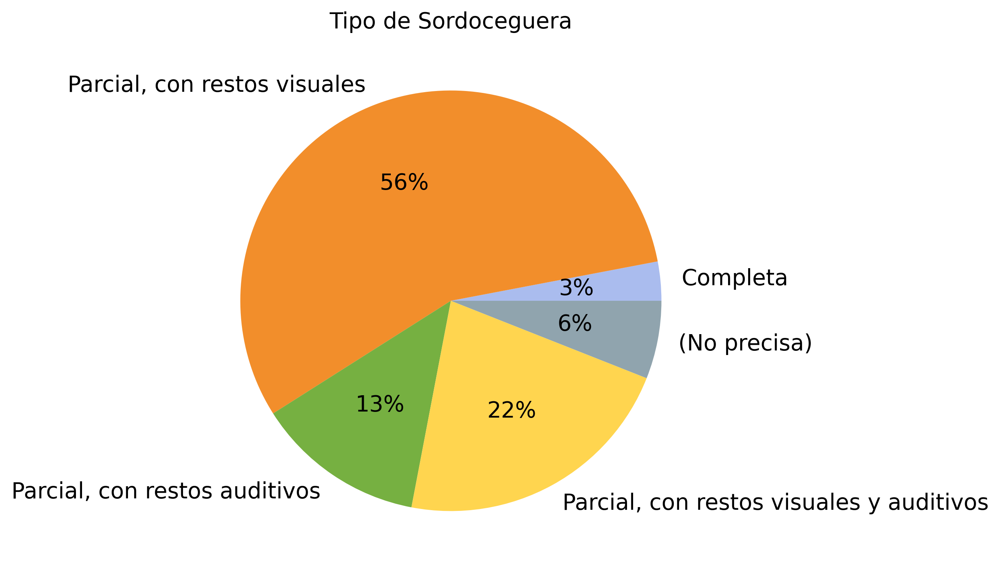 Tipo de Sordoceguera
Parcial, con restos visuales
56%
Completa
3%
6%
(No precisa)
13%
22%
Parcial, con restos auditivos
Parcial, con restos visuales y auditivos